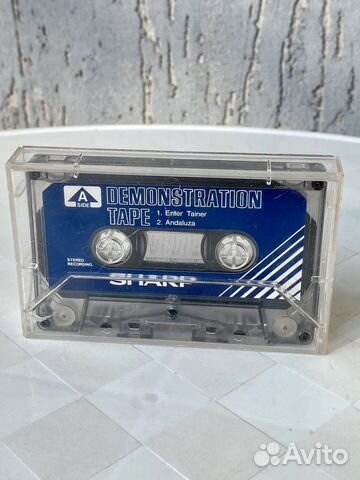 A
SIDE
DEMONSTRATION
TAPE
1. Enter Tainer
2. Andaluza
STEREO
RECORDING
SHARP
Avito